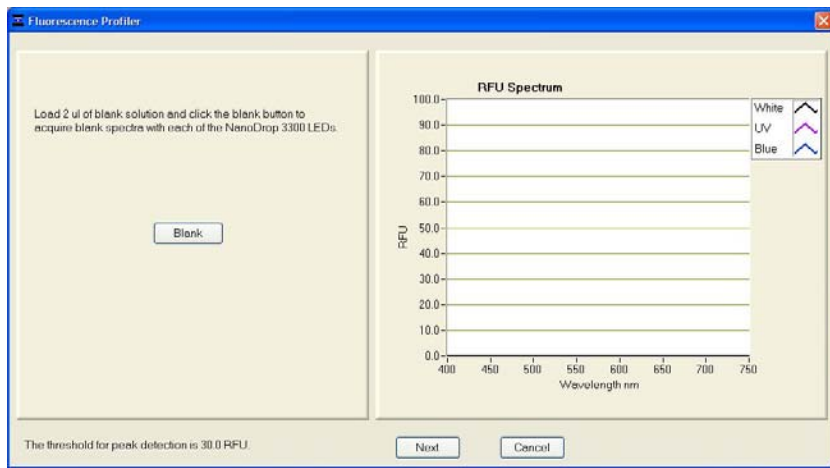 Fluorescence Profiler
Load 2 ul of blank solution and click the blank button to
acquire blank spectra with each of the NanoDrop 3300 LEDs.
Blank
RFU Spectrum
White
UV
Blue
RFU
100.0
90.0
80.0
70.0
60.0
50.0
40.0
30.0
20.0
10.0
0.0
400 450 500 550 600 650 700 750
Wavelength nm
The threshold for peak detection is 30.0 RFU.
Next
Cancel